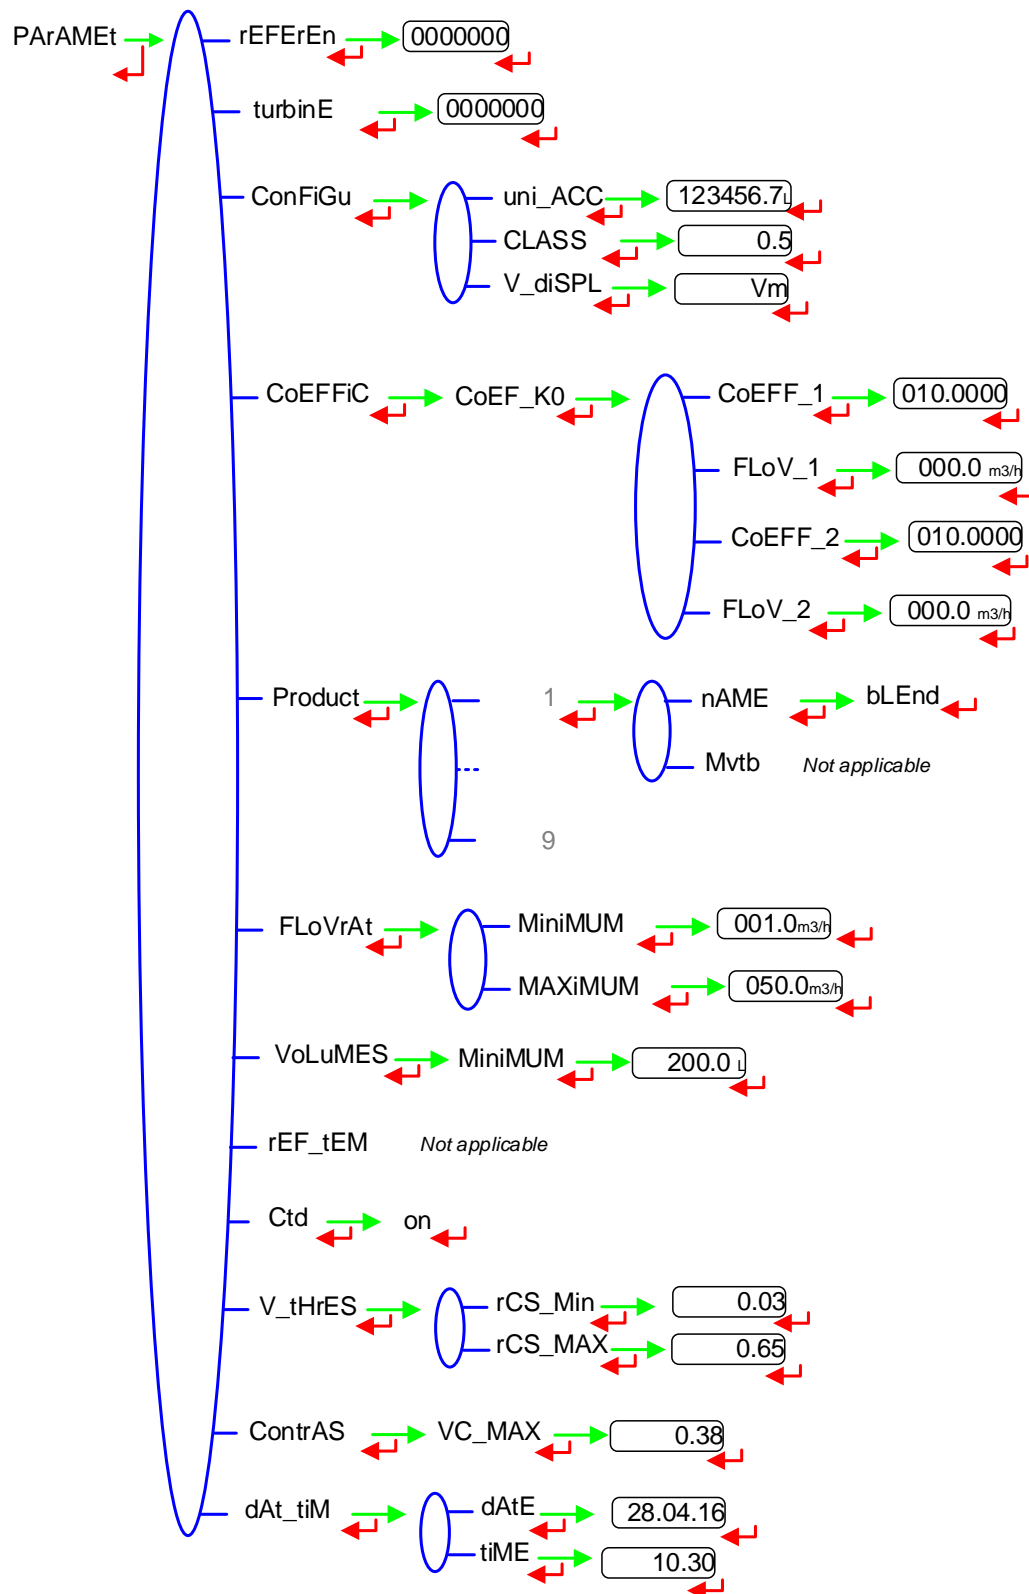 PArAMEt rEFErEn 0000000
turbinE 0000000
ConFiGu uni_ACC 123456.7L
CLASS 0.5
V_diSPL Vm
CoEFFiC CoEF_K0 CoEFF_1 010.0000
FLoV_1 000.0 m3/h
CoEFF_2 010.0000
FLoV_2 000.0 m3/h
Product 1 nAME bLEnd
Mvtb Not applicable
9
FLoVrAt MiniMUM 001.0m3/h
MAXiMUM 050.0m3/h
VoLuMES MiniMUM 200.0 L
rEF_tEM Not applicable
Ctd on
V_tHrES rCS_Min 0.03
rCS_MAX 0.65
ContrAS VC_MAX 0.38
dAt_tiM dAtE 28.04.16
tiME 10.30